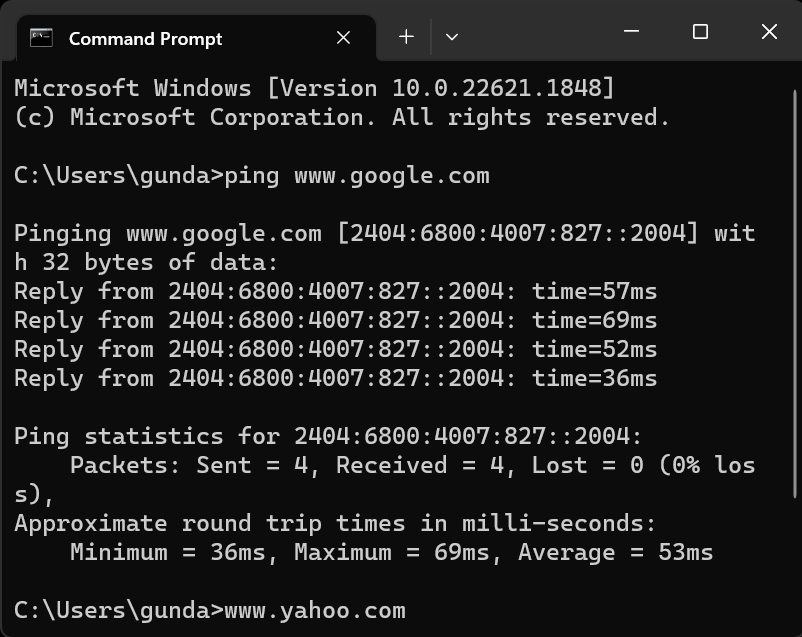 Command Prompt
Microsoft Windows [Version 10.0.22621.1848]
(c) Microsoft Corporation. All rights reserved.
C:\Users\gunda>ping www.google.com
Pinging www.google.com [2404:6800:4007:827::2004] wit
h 32 bytes of data:
Reply from 2404:6800:4007:827::2004: time=57ms
Reply from 2404:6800:4007:827::2004: time=69ms
Reply from 2404:6800:4007:827::2004: time=52ms
Reply from 2404:6800:4007:827::2004: time=36ms
Ping statistics for 2404:6800:4007:827::2004:
    Packets: Sent = 4, Received = 4, Lost = 0 (0% los
s),
Approximate round trip times in milli-seconds:
    Minimum = 36ms, Maximum = 69ms, Average = 53ms
C:\Users\gunda>www.yahoo.com